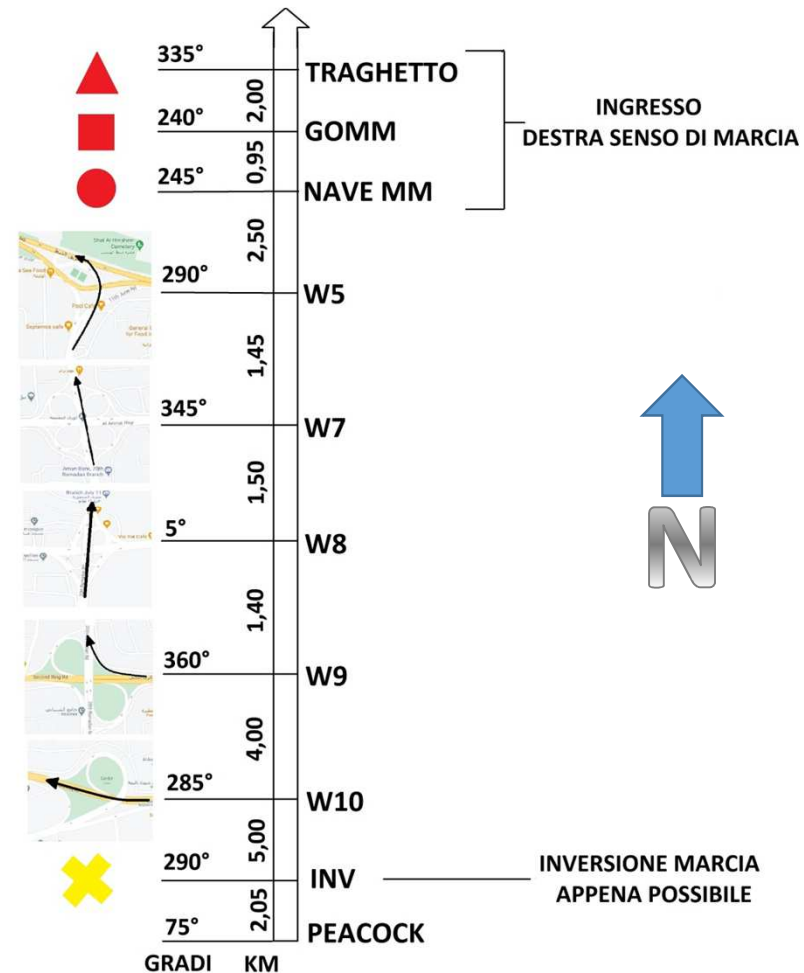 335°
TRAGHETTO
2,00
240°
GOMM
0,95
245°
NAVE MM
INGRESSO
DESTRA SENSO DI MARCIA
2,50
290°
W5
1,45
345°
W7
1,50
5°
W8
1,40
360°
W9
4,00
285°
W10
5,00
290°
INV
INVERSIONE MARCIA
APPENA POSSIBILE
2,05
75°
PEACOCK
GRADI KM
N